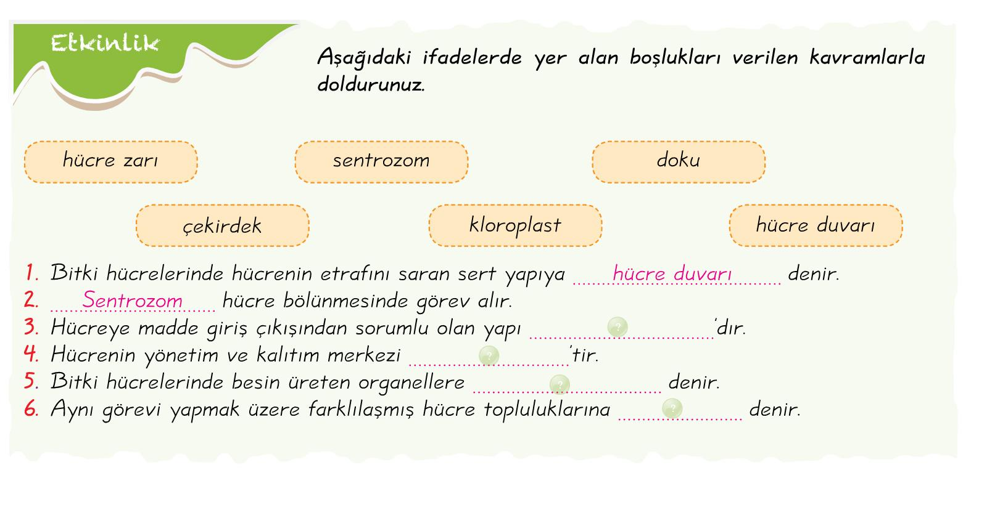 Etkinlik
Aşağıdaki ifadelerde yer alan boşlukları verilen kavramlarla
doldurunuz.
hücre zarı sentrozom doku
çekirdek kloroplast hücre duvarı
1. Bitki hücrelerinde hücrenin etrafını saran sert yapıya ........ hücre duvarı ........ denir.
2. ........ Sentrozom ........ hücre bölünmesinde görev alır.
3. Hücreye madde giriş çıkışından sorumlu olan yapı ........ ? ........'dır.
4. Hücrenin yönetim ve kalıtım merkezi ........ ? ........'tir.
5. Bitki hücrelerinde besin üreten organellere ........ ? ........ denir.
6. Aynı görevi yapmak üzere farklılaşmış hücre topluluklarına ........ ? ........ denir.